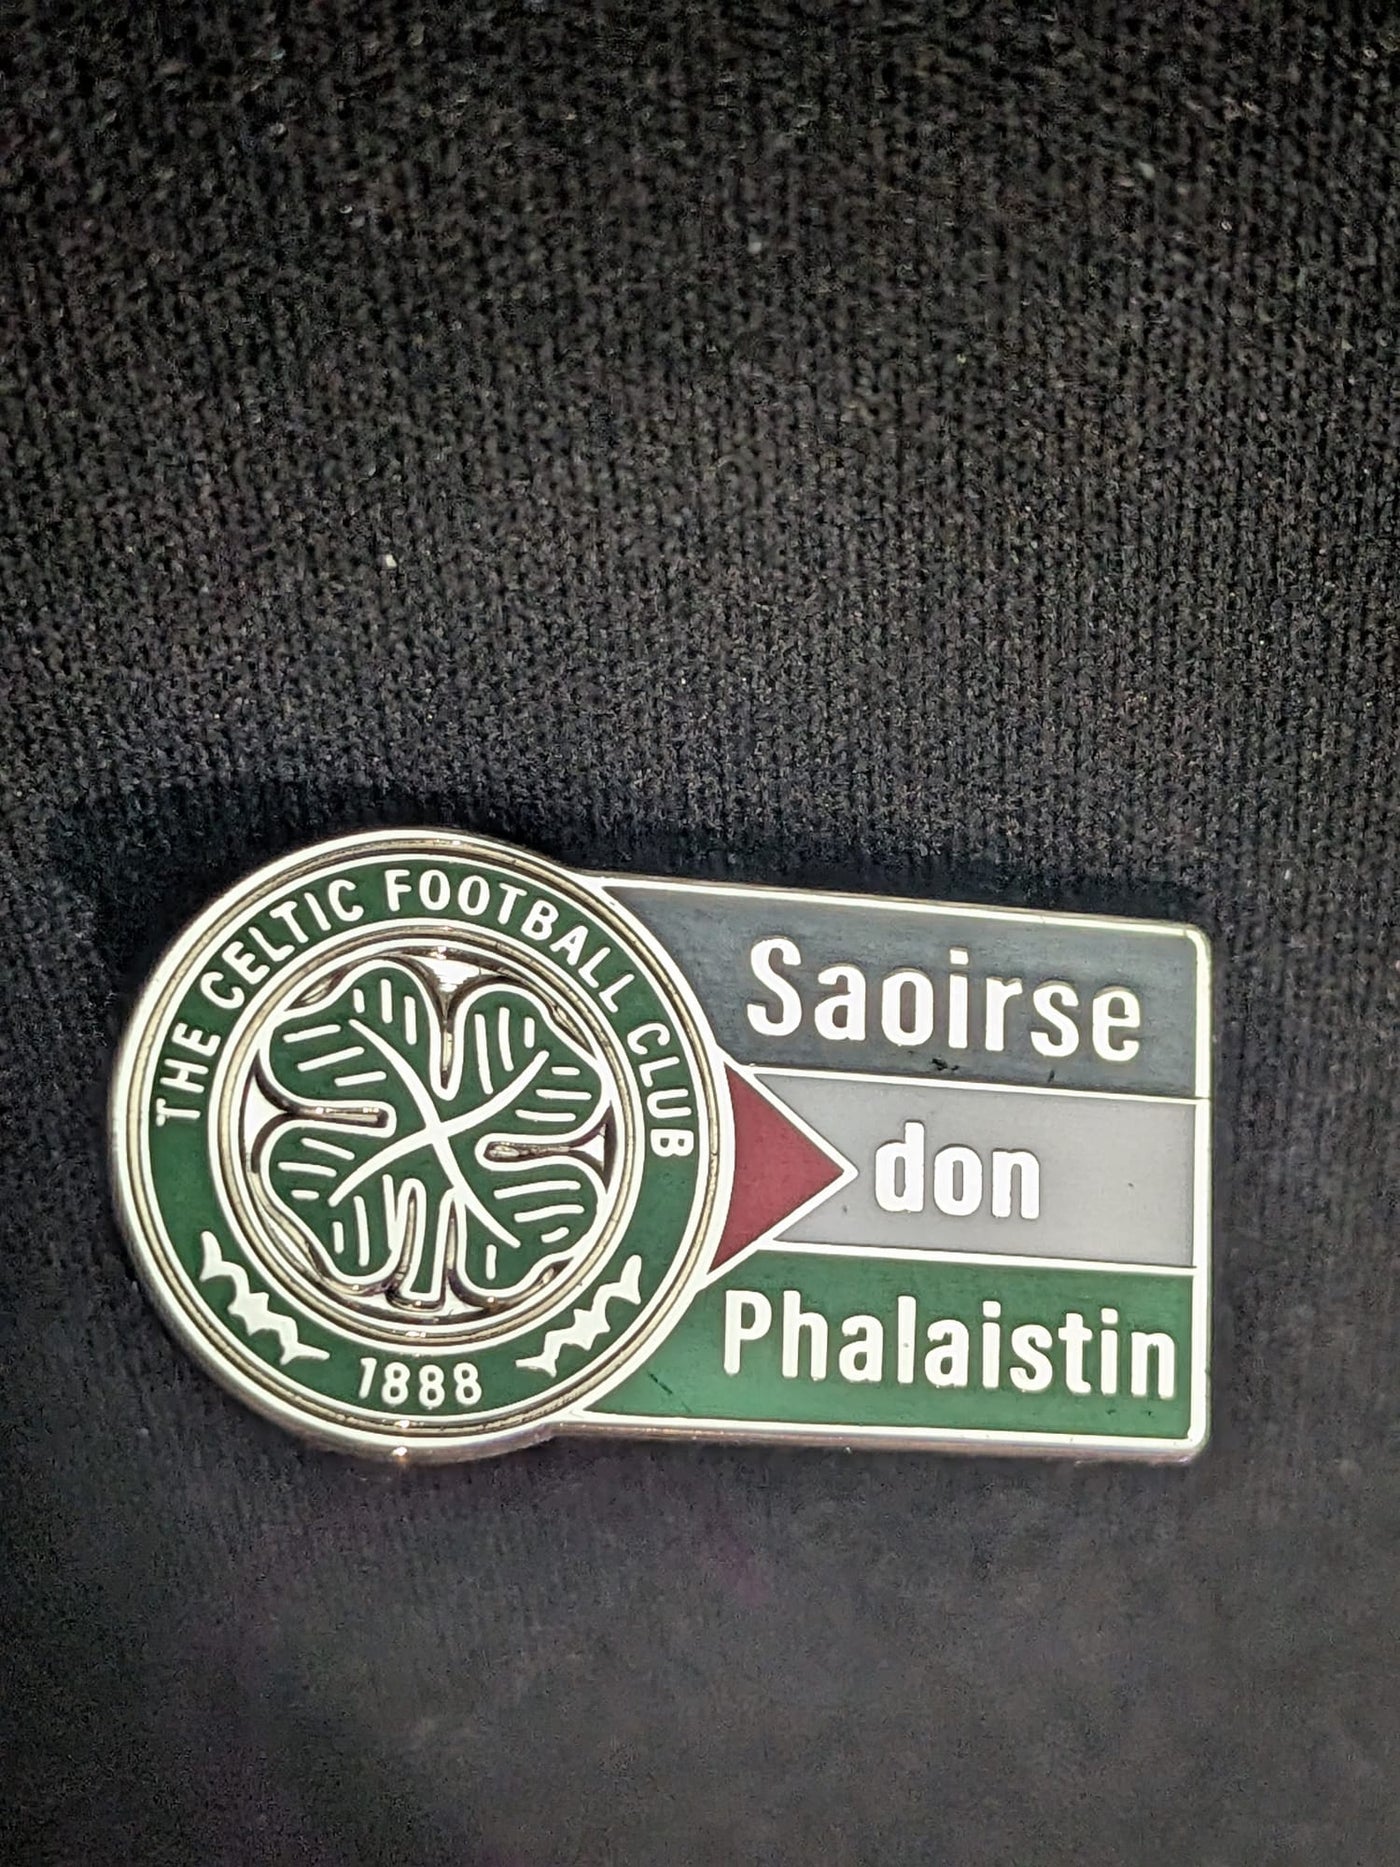 THE CELTIC FOOTBALL CLUB
1888
Saoirse
don
Phalaistin